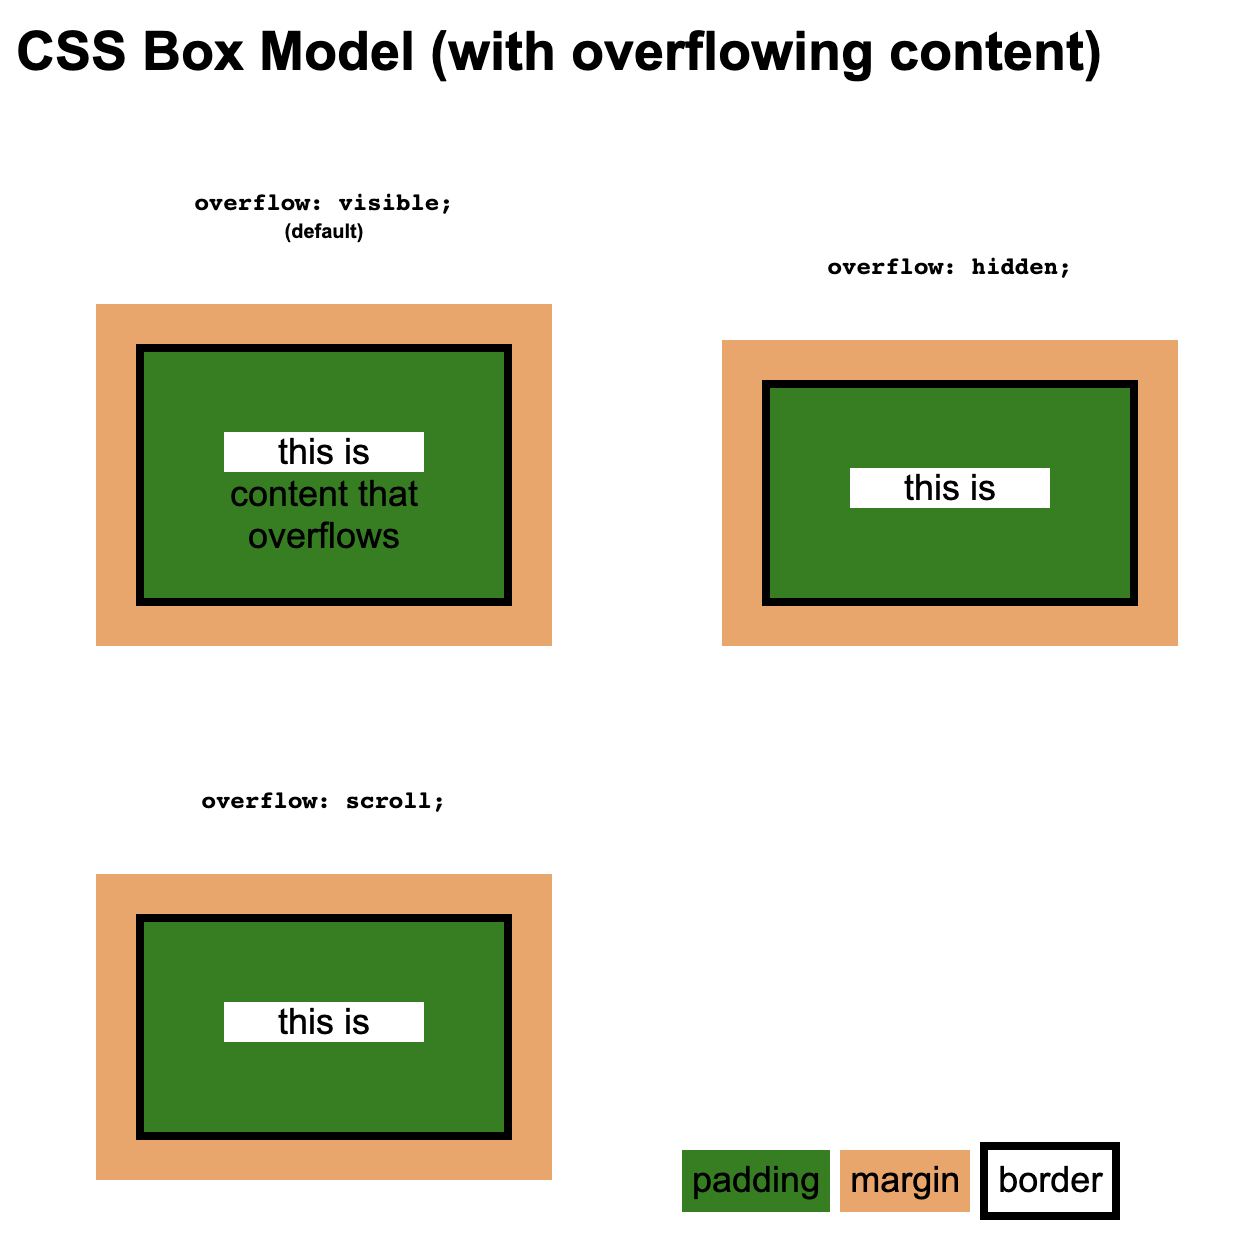 CSS Box Model (with overflowing content)
overflow: visible;
(default)
this is
content that
overflows
overflow: hidden;
this is
overflow: scroll;
this is
padding
margin
border